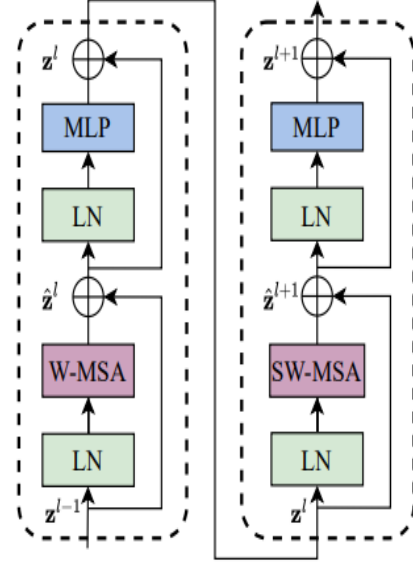 z^l
MLP
LN
ẑ^l
W-MSA
LN
z^{l-1}
z^{l+1}
MLP
LN
ẑ^{l+1}
SW-MSA
LN
z^l